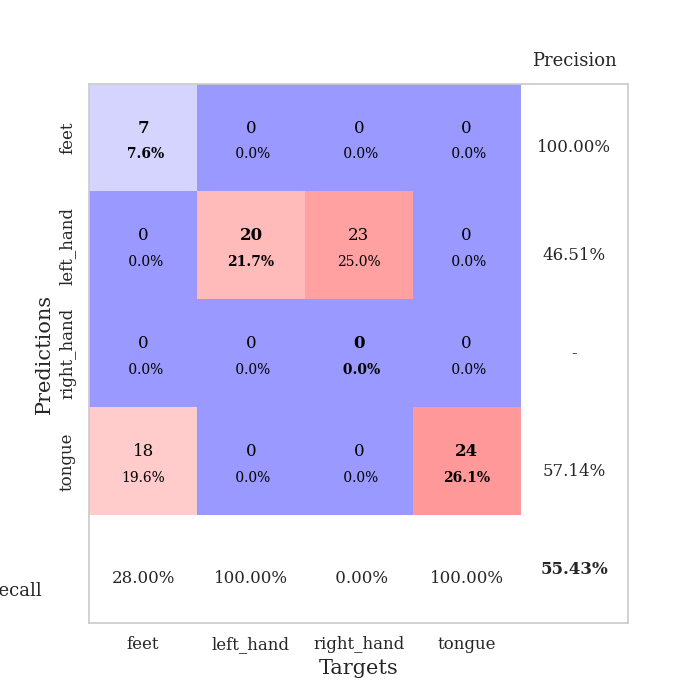 Precision
feet
7 0 0 0
7.6% 0.0% 0.0% 0.0%
100.00%
left_hand
0 20 23 0
0.0% 21.7% 25.0% 0.0%
46.51%
right_hand
0 0 0 0
0.0% 0.0% 0.0% 0.0%
-
tongue
18 0 0 24
19.6% 0.0% 0.0% 26.1%
57.14%
Predictions
ecall
28.00% 100.00% 0.00% 100.00%
55.43%
feet left_hand right_hand tongue
Targets